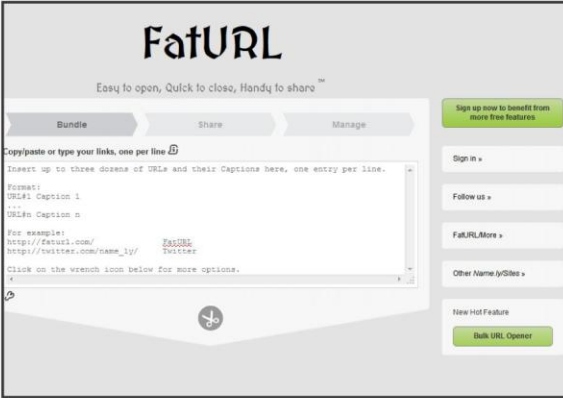 FatURL
Easy to open, Quick to close, Handy to share ™
Bundle
Share
Manage
Copy/paste or type your links, one per line
Insert up to three dozens of URLs and their Captions here, one entry per line.
Format:
URL#1 Caption 1
...
URL#n Caption n
For example:
http://faturl.com/ FatURL
http://twitter.com/name_ly/ Twitter
Click on the wrench icon below for more options.
Sign up now to benefit from
more free features
Sign in »
Follow us »
FatURL/More »
Other Name.ly/Sites »
New Hot Feature
Bulk URL Opener